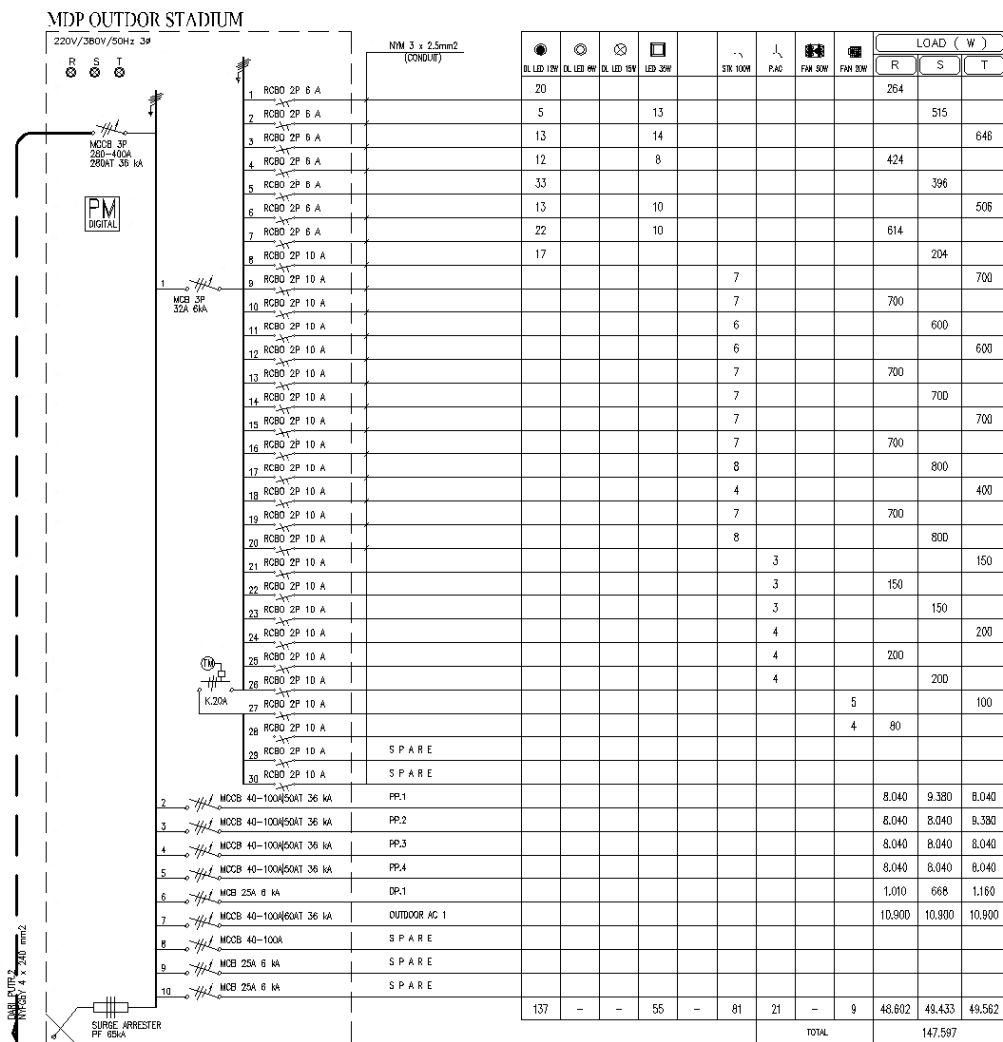 MDP OUTDOR STADIUM
220V/380V/50Hz 3ø
R S T
NYM 3 x 2.5mm2
(CONDUIT)
LOAD ( W )
DL LED 12W DL LED 8W DL LED 15W LED 35W STK 100W P.AC FAN 50W FAN 20W R S T
1 RCBO 2P 6 A 20 264
2 RCBO 2P 6 A 5 13 515
3 RCBO 2P 6 A 13 14 646
MCCB 3P
280-400A
280AT 36 kA
4 RCBO 2P 6 A 12 8 424
5 RCBO 2P 6 A 33 396
6 RCBO 2P 6 A 13 10 506
PM
DIGITAL
7 RCBO 2P 6 A 22 10 614
8 RCBO 2P 10 A 17 204
9 RCBO 2P 10 A 7 700
1
MCB 3P
32A 6kA
10 RCBO 2P 10 A 7 700
11 RCBO 2P 10 A 6 600
12 RCBO 2P 10 A 6 600
13 RCBO 2P 10 A 7 700
14 RCBO 2P 10 A 7 700
15 RCBO 2P 10 A 7 700
16 RCBO 2P 10 A 7 700
17 RCBO 2P 10 A 8 800
18 RCBO 2P 10 A 4 400
19 RCBO 2P 10 A 7 700
20 RCBO 2P 10 A 8 800
21 RCBO 2P 10 A 3 150
22 RCBO 2P 10 A 3 150
23 RCBO 2P 10 A 3 150
24 RCBO 2P 10 A 4 200
25 RCBO 2P 10 A 4 200
TM
26 RCBO 2P 10 A 4 200
K.20A
27 RCBO 2P 10 A 5 100
28 RCBO 2P 10 A 4 80
29 RCBO 2P 10 A SPARE
30 RCBO 2P 10 A SPARE
2 MCCB 40-100A|50AT 36 kA PP.1 8.040 9.380 8.040
3 MCCB 40-100A|50AT 36 kA PP.2 8.040 8.040 9.380
4 MCCB 40-100A|50AT 36 kA PP.3 8.040 8.040 8.040
5 MCCB 40-100A|50AT 36 kA PP.4 8.040 8.040 8.040
6 MCB 25A 6 kA DP.1 1.010 668 1.160
7 MCCB 40-100A|60AT 36 kA OUTDOOR AC 1 10.900 10.900 10.900
8 MCCB 40-100A SPARE
9 MCB 25A 6 kA SPARE
10 MCB 25A 6 kA SPARE
137 - - 55 - 81 21 - 9 48.602 49.433 49.562
TOTAL 147.597
SURGE ARRESTER
PF 65kA
DARI PUTR.2
4 x 240 mm2